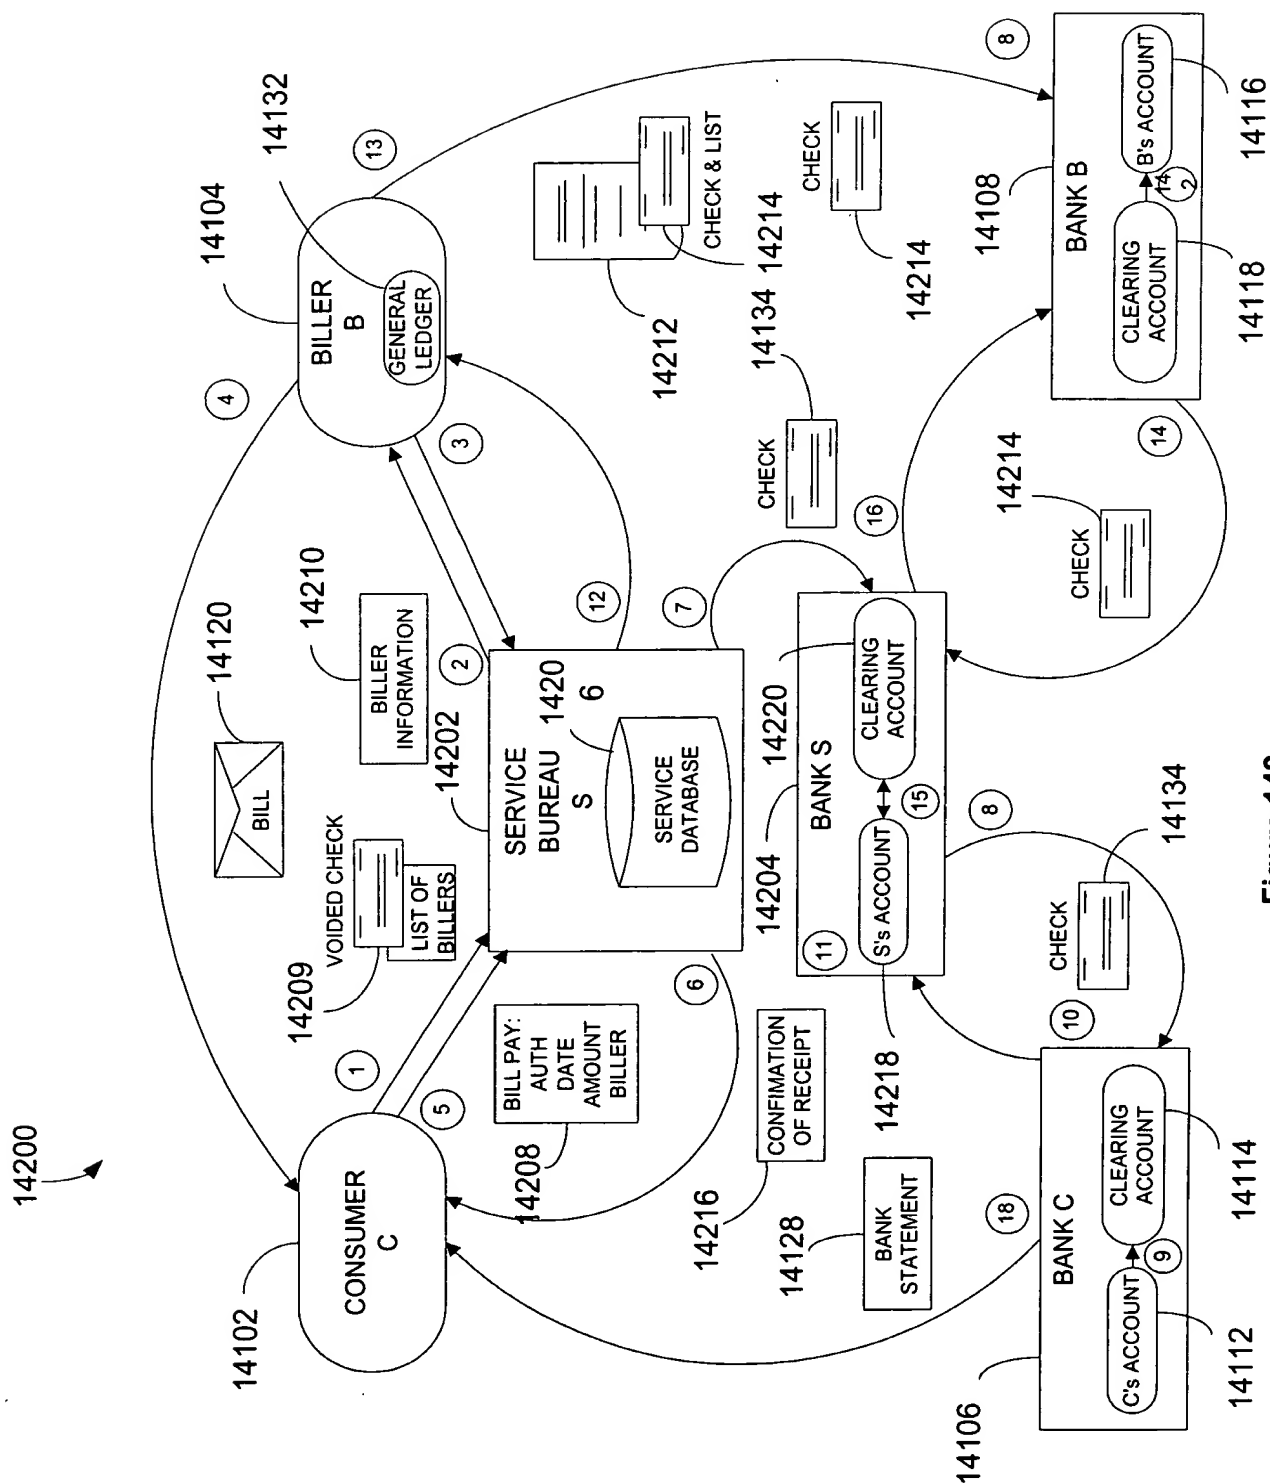 14200
14102
CONSUMER
C
4
14120
BILL
14104
BILLER
B
GENERAL
LEDGER
14132
13
1
14209
VOIDED CHECK
LIST OF
BILLERS
14210
BILLER
INFORMATION
5
14202
2
3
BILL PAY:
AUTH
DATE
AMOUNT
BILLER
14208
SERVICE
BUREAU
S
1420
6
SERVICE
DATABASE
12
6
7
14212
CHECK & LIST
14214
14216
CONFIMATION
OF RECEIPT
14204
14220
14134
CHECK
CHECK
14214
14128
BANK
STATEMENT
14218
BANK S
11
S's ACCOUNT
15
CLEARING
ACCOUNT
16
14106
18
10
8
8
BANK C
C's ACCOUNT
9
CLEARING
ACCOUNT
14112
14114
CHECK
14134
14214
CHECK
14108
14
BANK B
CLEARING
ACCOUNT
14
2
B's ACCOUNT
14118
14116
Figure